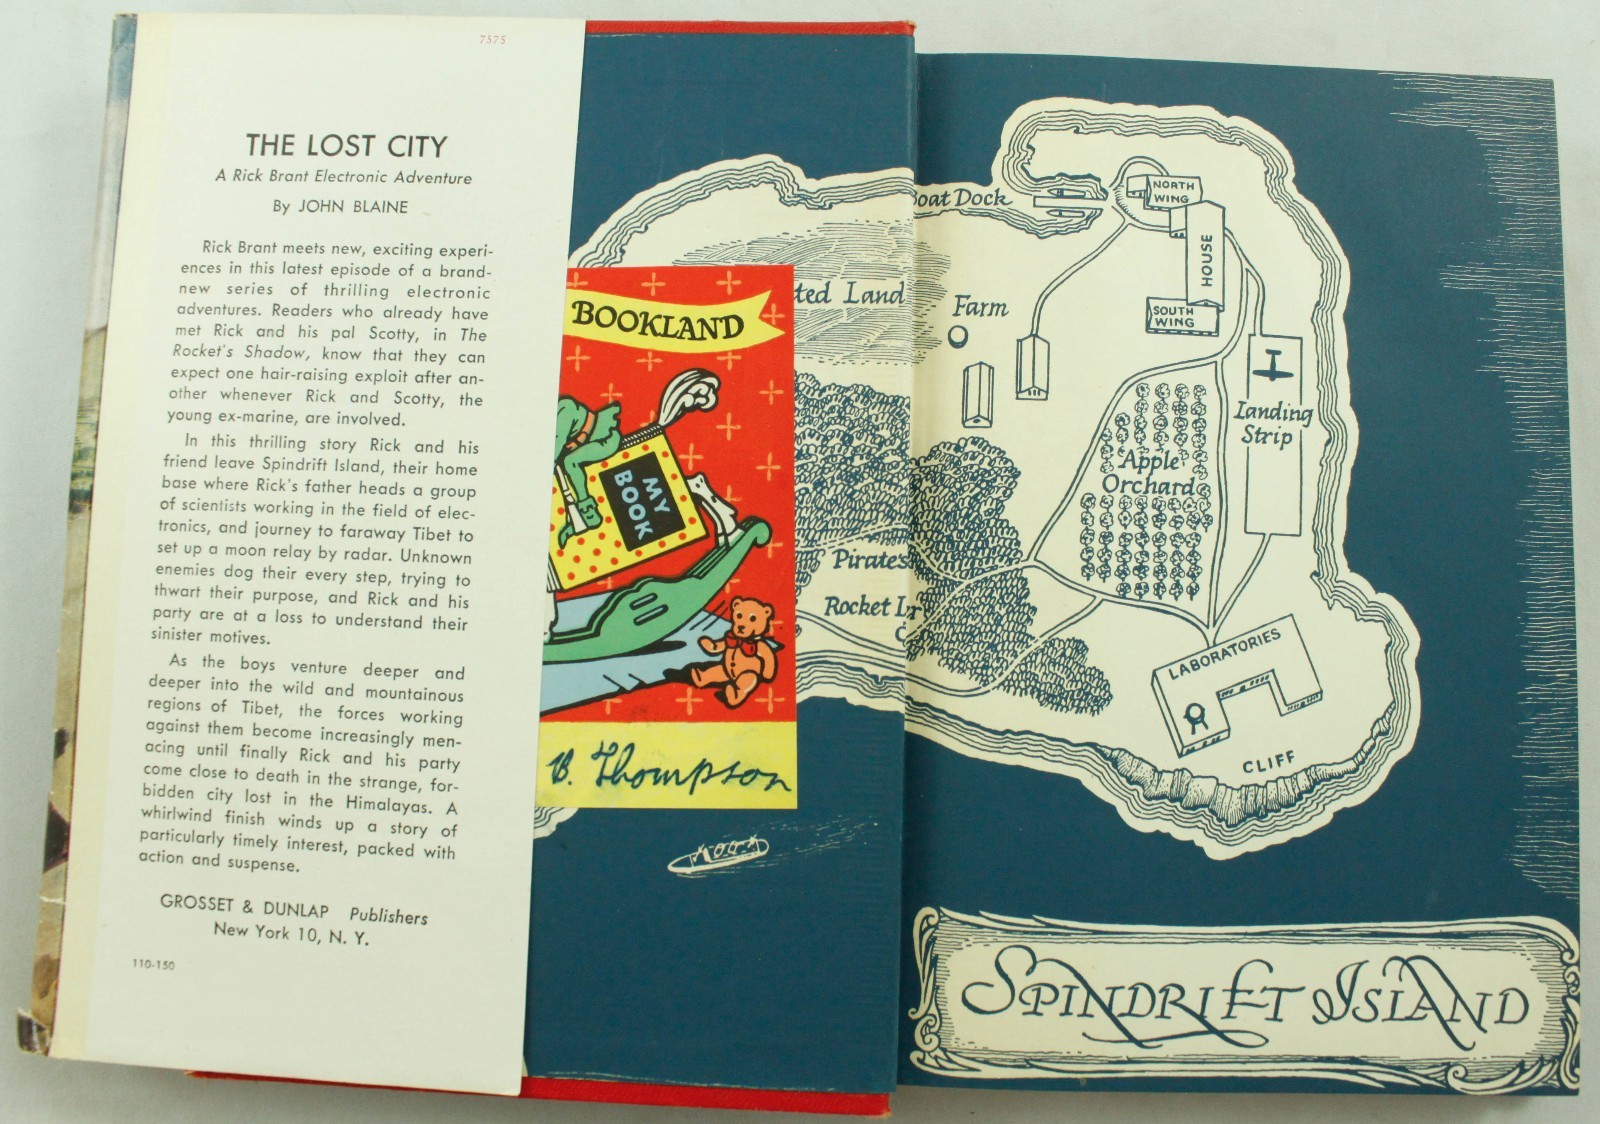 7575
THE LOST CITY
A Rick Brant Electronic Adventure
By JOHN BLAINE
Rick Brant meets new, exciting experi-
ences in this latest episode of a brand-
new series of thrilling electronic
adventures. Readers who already have
met Rick and his pal Scotty, in The
Rocket's Shadow, know that they can
expect one hair-raising exploit after an-
other whenever Rick and Scotty, the
young ex-marine, are involved.
In this thrilling story Rick and his
friend leave Spindrift Island, their home
base where Rick's father heads a group
of scientists working in the field of elec-
tronics, and journey to faraway Tibet to
set up a moon relay by radar. Unknown
enemies dog their every step, trying to
thwart their purpose, and Rick and his
party are at a loss to understand their
sinister motives.
As the boys venture deeper and
deeper into the wild and mountainous
regions of Tibet, the forces working
against them become increasingly men-
acing until finally Rick and his party
come close to death in the strange, for-
bidden city lost in the Himalayas. A
whirlwind finish winds up a story of
particularly timely interest, packed with
action and suspense.
GROSSET & DUNLAP Publishers
New York 10, N. Y.
110-150
BOOKLAND
MY
BOOK
B. Thompson
ted Land
Boat Dock
Farm
NORTH
WING
HOUSE
SOUTH
WING
Landing
Strip
Apple
Orchard
Pirate's
Rocket
LABORATORIES
CLIFF
SPINDRIFT ISLAND